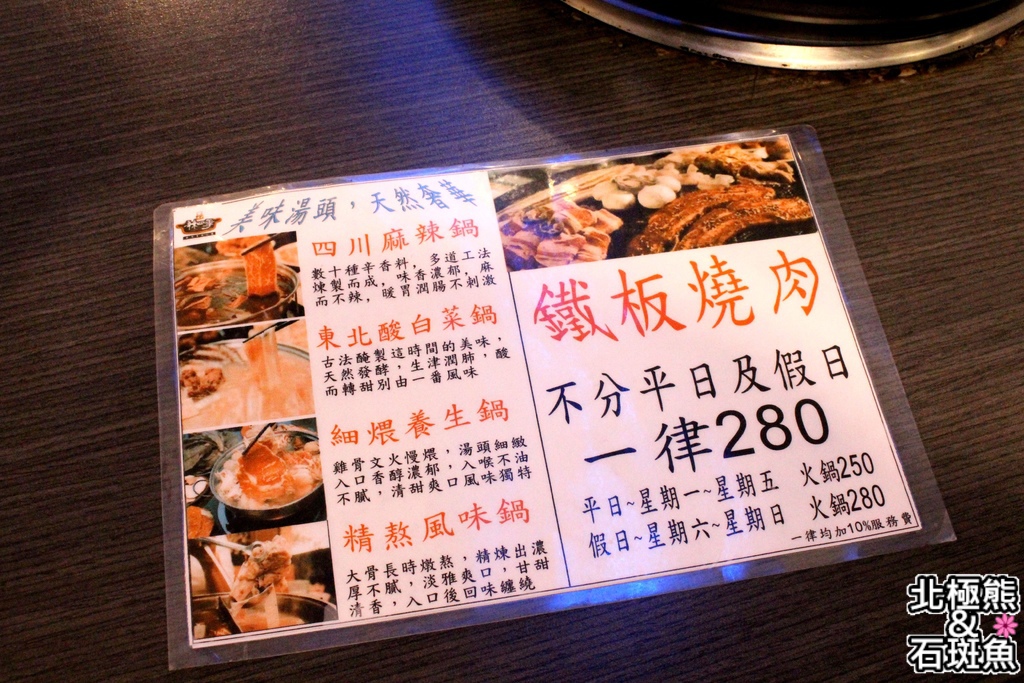 美味湯頭，天然奢華
四川麻辣鍋
數十種辛香料，多道工法
煉製而成，味香濃郁，麻
而不辣，暖胃潤腸不刺激
東北酸白菜鍋
古法醃製這時間的美味，
天然發酵，生津潤肺，酸
而轉甜別由一番風味
細煨養生鍋
雞骨文火慢煨，湯頭細緻
入口香醇濃郁，入喉不油
不膩，清甜爽口風味獨特
精熬風味鍋
大骨長時燉熬，精煉出濃
厚不膩，淡雅爽口，甘甜
清香，入口後回味纏繞
鐵板燒肉
不分平日及假日
一律280
平日~星期一~星期五 火鍋250
假日~星期六~星期日 火鍋280
一律均加10%服務費
北極熊
&
石斑魚